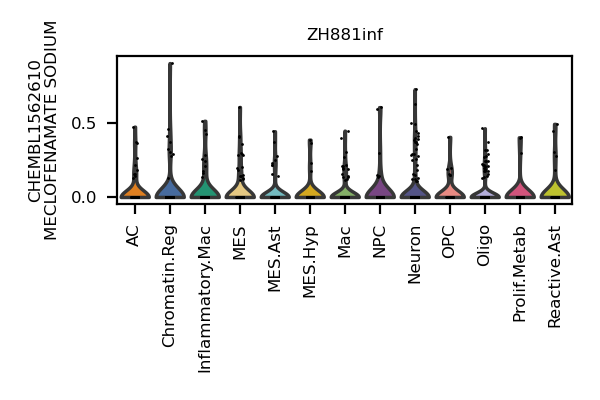 ZH881inf
CHEMBL1562610
MECLOFENAMATE SODIUM
0.5
0.0
AC
Chromatin.Reg
Inflammatory.Mac
MES
MES.Ast
MES.Hyp
Mac
NPC
Neuron
OPC
Oligo
Prolif.Metab
Reactive.Ast